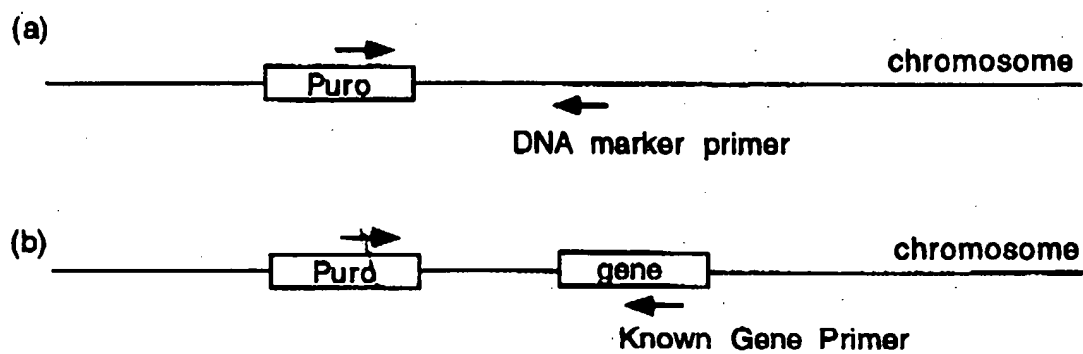 (a)
chromosome
Puro
DNA marker primer
(b)
chromosome
Puro
gene
Known Gene Primer